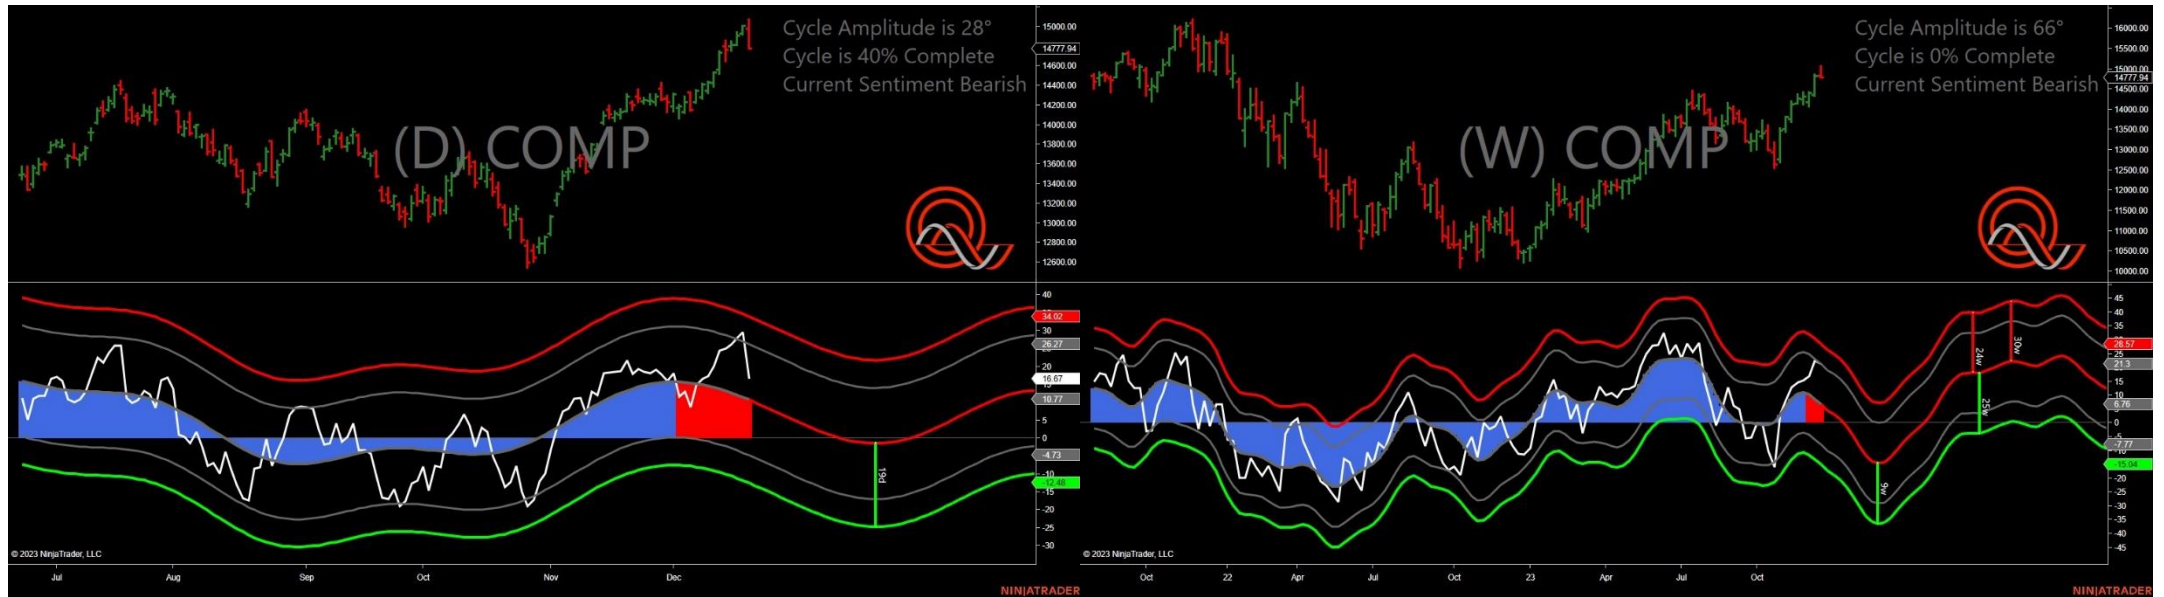 Cycle Amplitude is 28°
Cycle is 40% Complete
Current Sentiment Bearish
(D) COMP
15000.00
14777.94
14600.00
14400.00
14200.00
14000.00
13800.00
13600.00
13400.00
13200.00
13000.00
12800.00
12600.00
40
34.02
30
26.27
20
16.67
10.77
5
0
-4.73
-10
-12.48
-15
-20
-25
-30
19d
© 2023 NinjaTrader, LLC
Jul
Aug
Sep
Oct
Nov
Dec
NINJATRADER
Cycle Amplitude is 66°
Cycle is 0% Complete
Current Sentiment Bearish
(W) COMP
16000.00
15500.00
15000.00
14777.94
14500.00
14000.00
13500.00
13000.00
12500.00
12000.00
11500.00
11000.00
10500.00
10000.00
45
40
35
28.57
25
21.3
15
10
6.76
0
-7.77
-15.04
-20
-25
-30
-35
-40
-45
24w
30w
25w
9w
© 2023 NinjaTrader, LLC
Oct
22
Apr
Jul
Oct
23
Apr
Jul
Oct
NINJATRADER